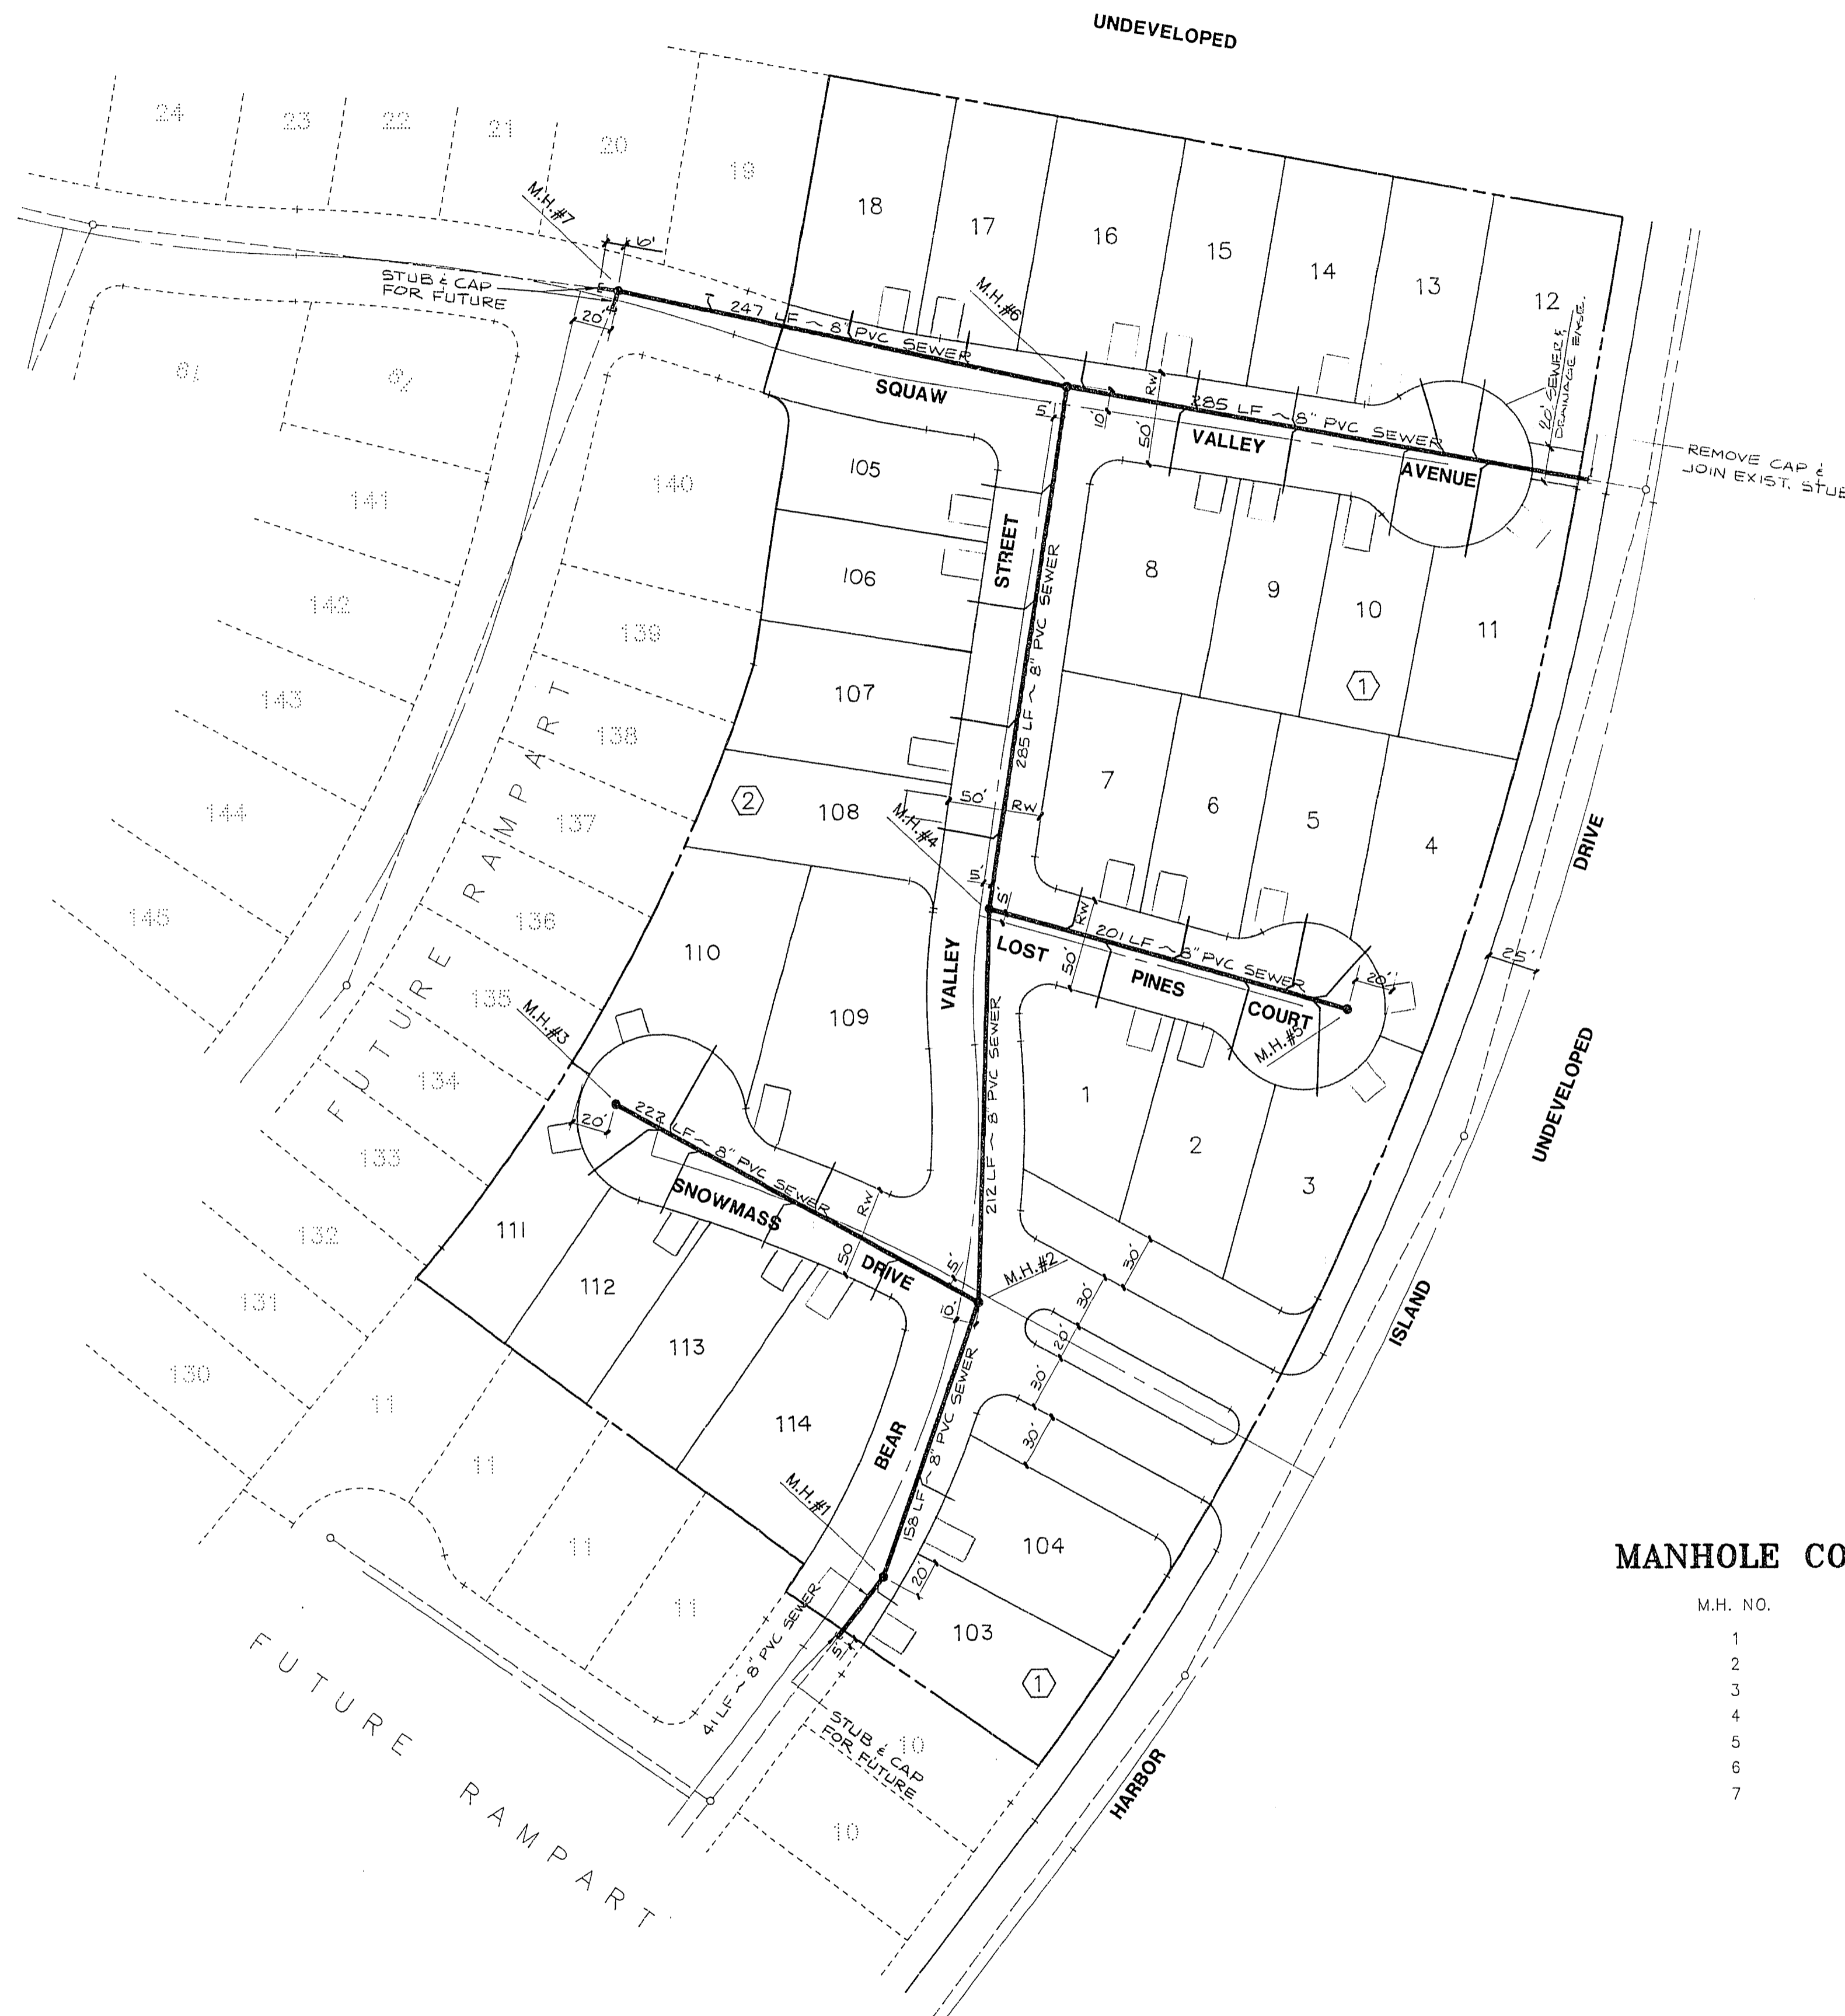 UNDEVELOPED
24
23
22
21
20
19
18
17
16
15
14
13
12
M.H.#7
6'
STUB & CAP
FOR FUTURE
20'
247 LF ~ 8" PVC SEWER
M.H.#6
SQUAW
5'
10'
RW
50'
285 LF ~ 8" PVC SEWER
VALLEY
AVENUE
20' SEWER &
DRAINAGE EASE.
REMOVE CAP &
JOIN EXIST. STUB
141
140
105
STREET
142
106
139
8
9
10
11
1
143
107
138
285 LF ~ 8" PVC SEWER
FUTURE RAMPART
144
2
108
137
50'
RW
M.H.#4
7
6
5
4
DRIVE
145
136
5'
5'
RW
201 LF ~ 8" PVC SEWER
110
VALLEY
LOST
50'
PINES
COURT
20'
M.H.#5
25'
135
M.H.#3
109
212 LF ~ 8" PVC SEWER
134
1
2
3
UNDEVELOPED
20'
222 LF ~ 8" PVC SEWER
133
SNOWMASS
RW
50
DRIVE
132
111
112
113
114
5'
10'
M.H.#2
30'
30'
20'
30'
30'
ISLAND
131
130
11
11
11
11
BEAR
158 LF ~ 8" PVC SEWER
M.H.#1
104
20'
103
1
5'
41 LF ~ 8" PVC SEWER
STUB & CAP
FOR FUTURE
10
10
HARBOR
FUTURE RAMPART
MANHOLE CO
M.H. NO.
1
2
3
4
5
6
7